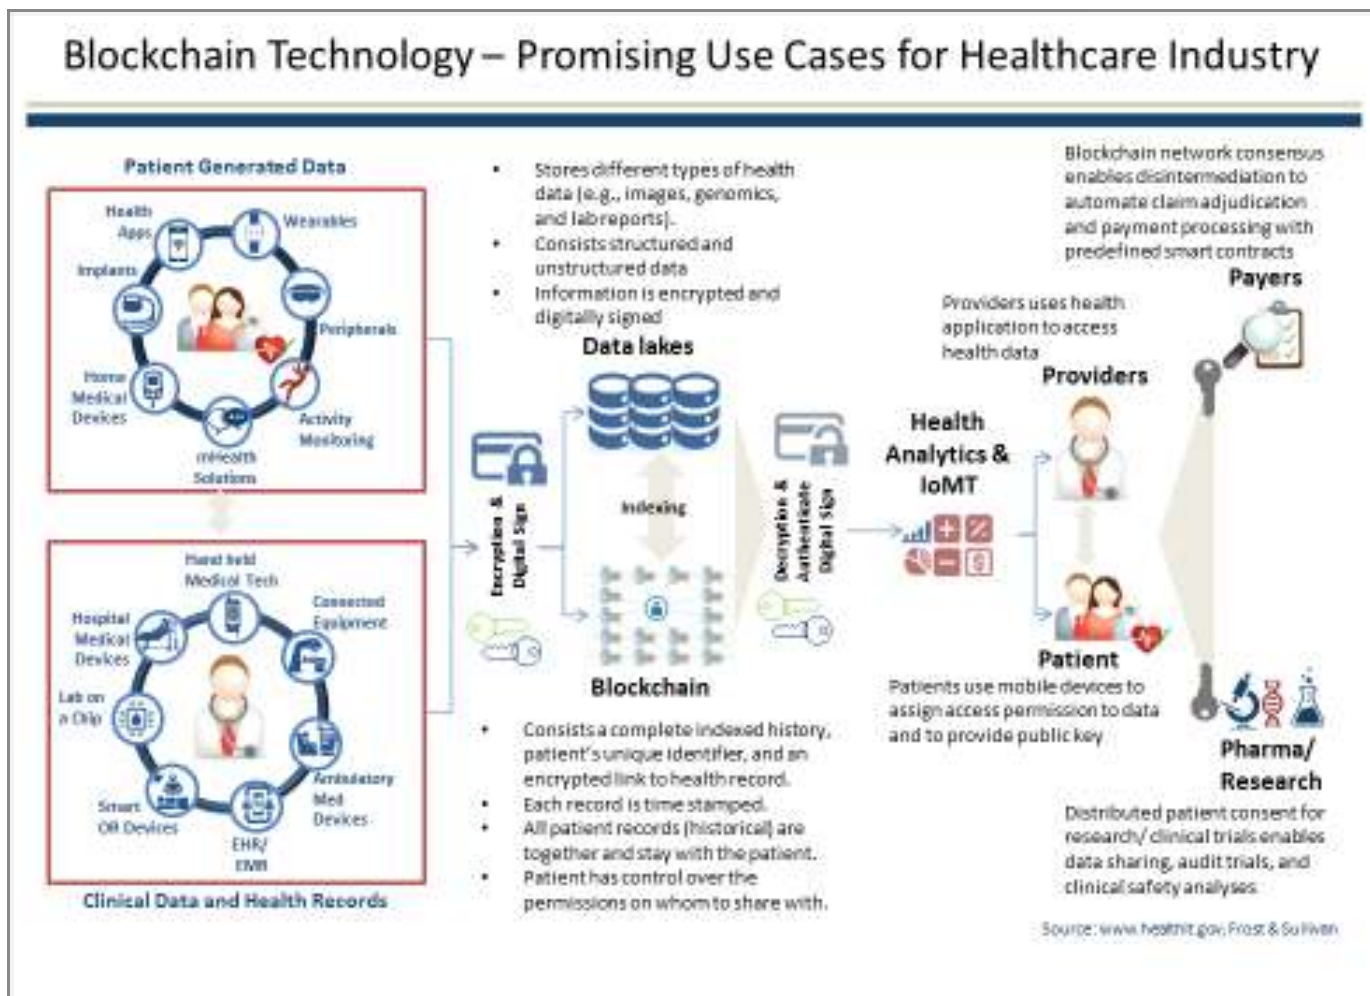 Blockchain Technology – Promising Use Cases for Healthcare Industry
Patient Generated Data
Health
Apps
Wearables
Implants
Peripherals
Home
Medical
Devices
Activity
Monitoring
mHealth
Solutions
Hand held
Medical Tech
Connected
Equipment
Hospital
Medical
Devices
Lab on
a Chip
Ambulatory
Med
Devices
Smart
OR Devices
EHR/
EMR
Clinical Data and Health Records
Encryption &
Digital Sign
• Stores different types of health
data (e.g., images, genomics,
and lab reports).
• Consists structured and
unstructured data
• Information is encrypted and
digitally signed
Data lakes
Indexing
Blockchain
• Consists a complete indexed history,
patient's unique identifier, and an
encrypted link to health record.
• Each record is time stamped.
• All patient records (historical) are
together and stay with the patient.
• Patient has control over the
permissions on whom to share with.
Decryption &
Authenticate
Digital Sign
Health
Analytics &
IoMT
Providers uses health
application to access
health data
Providers
Patient
Patients use mobile devices to
assign access permission to data
and to provide public key
Blockchain network consensus
enables disintermediation to
automate claim adjudication
and payment processing with
predefined smart contracts
Payers
Pharma/
Research
Distributed patient consent for
research/ clinical trials enables
data sharing, audit trials, and
clinical safety analyses
Source: www.healthit.gov; Frost & Sullivan